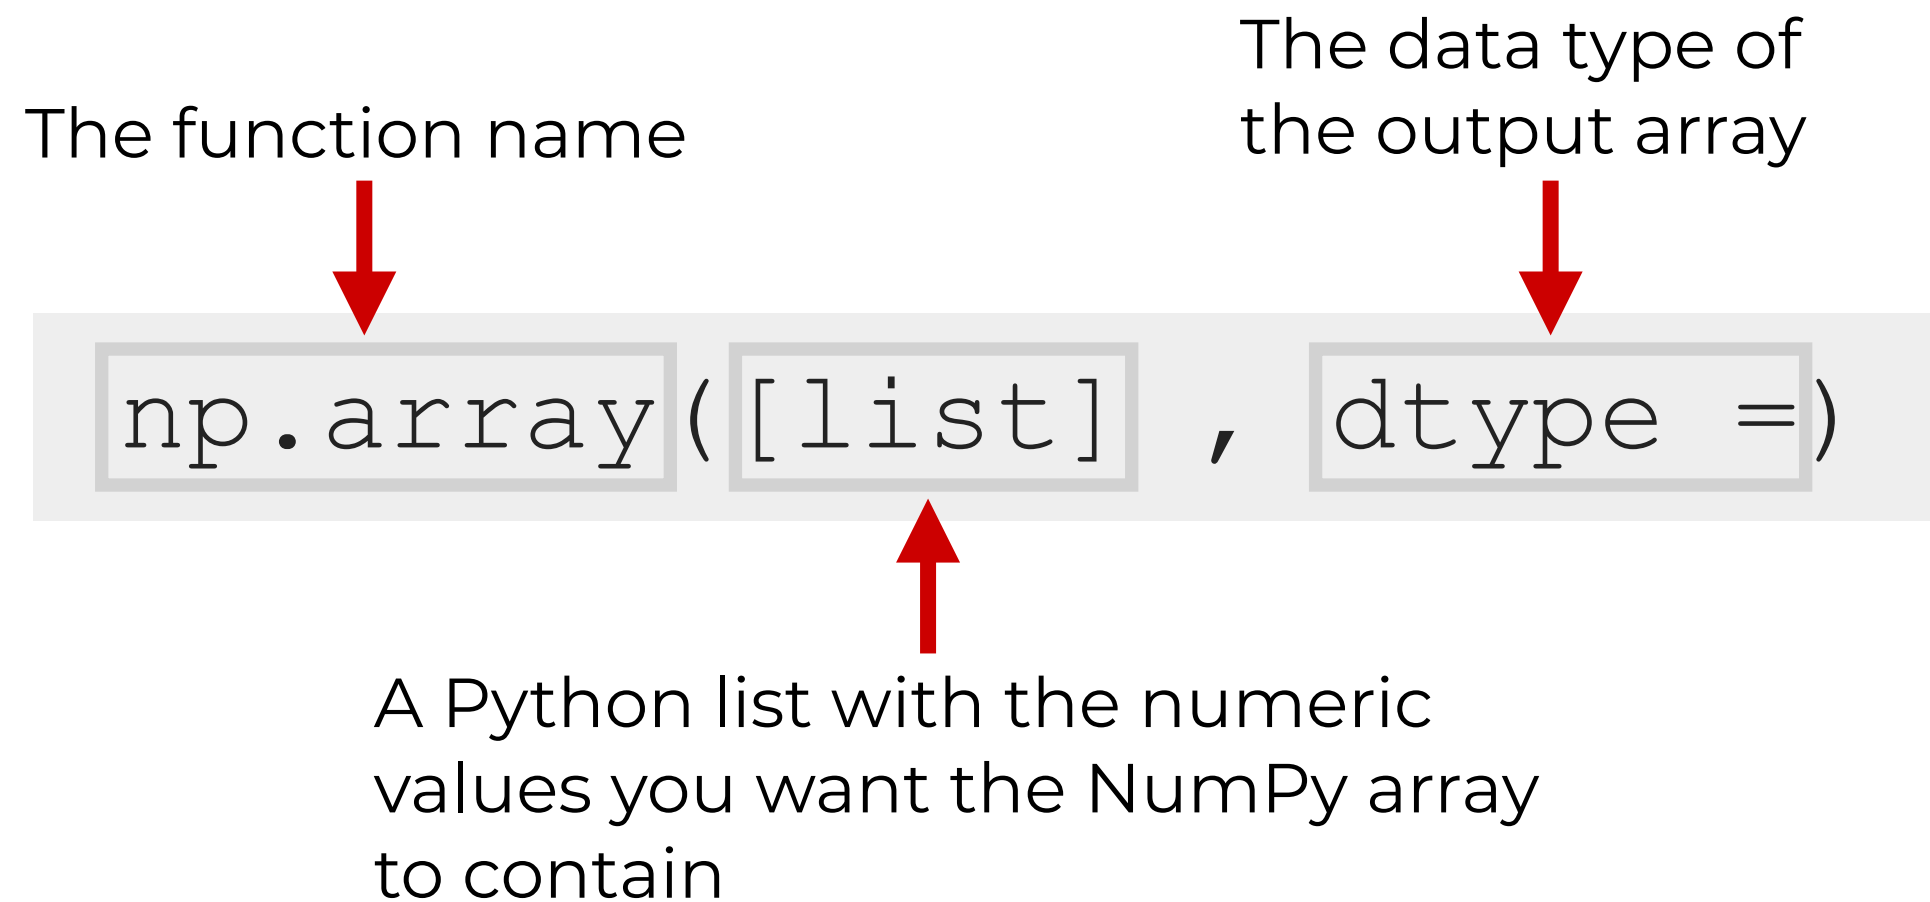 The data type of
the output array
The function name
np.array([list] , dtype =)
A Python list with the numeric
values you want the NumPy array
to contain